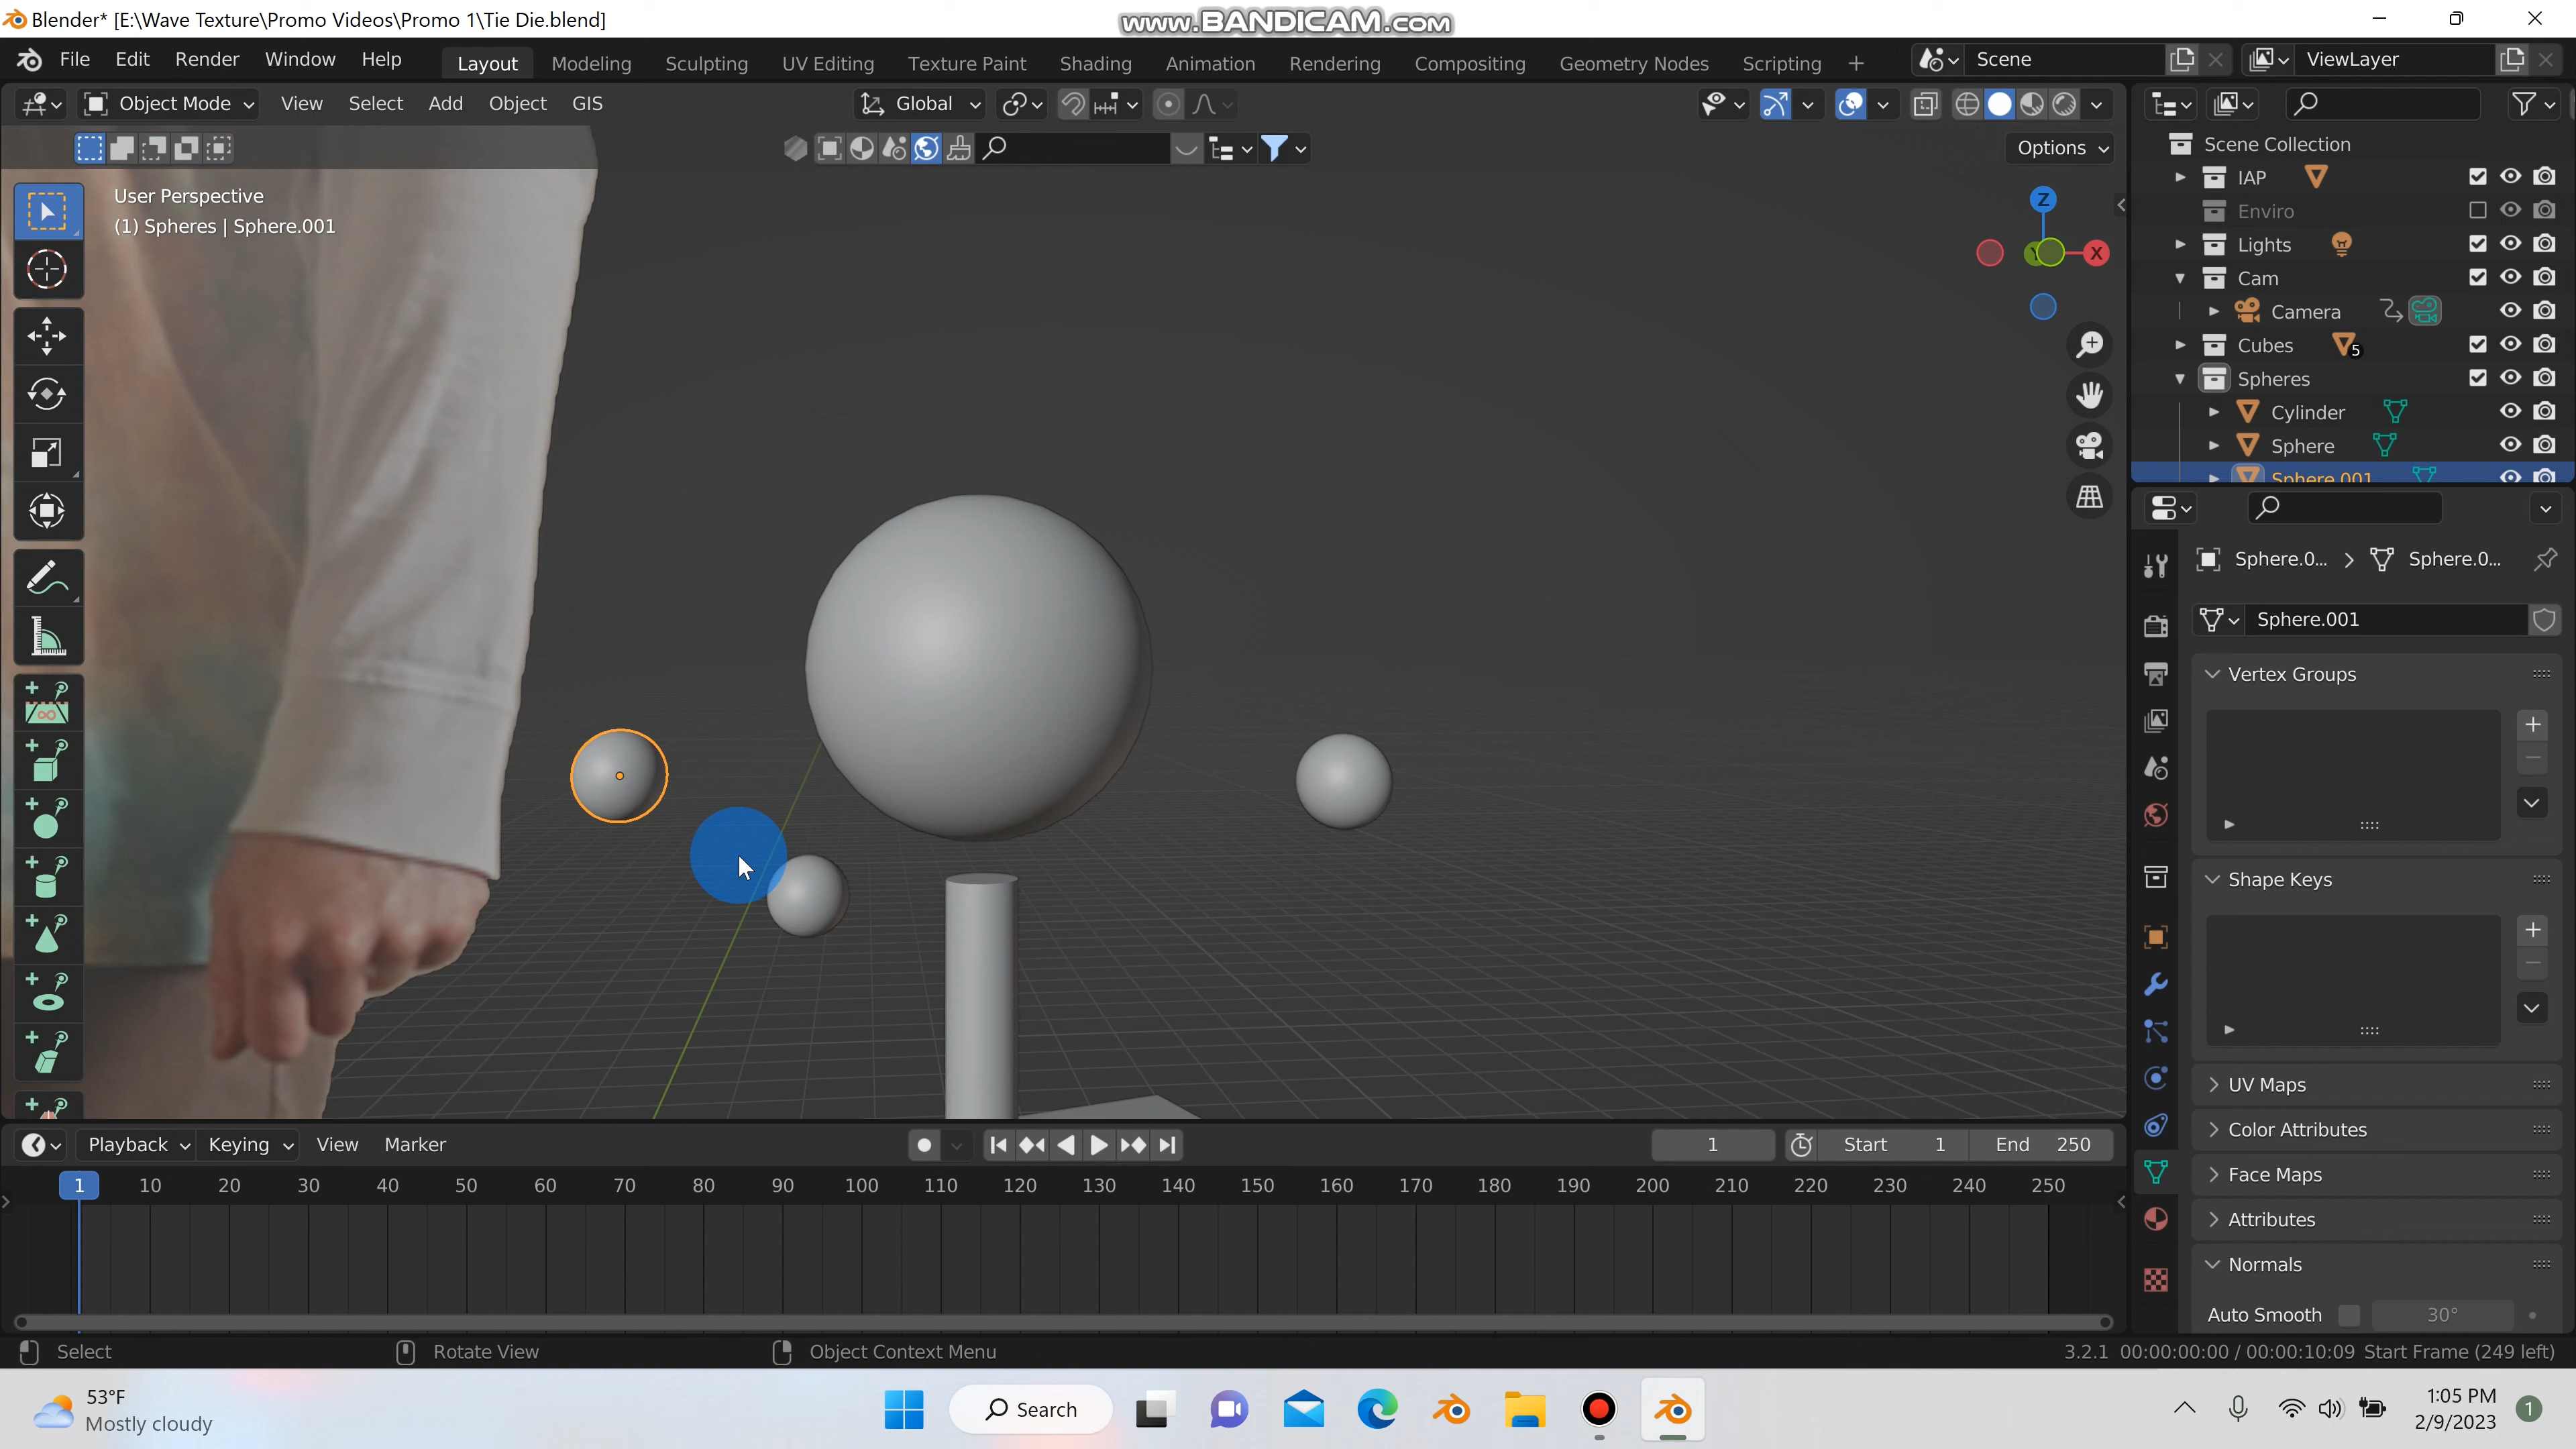 Blender* [E:\Wave Texture\Promo Videos\Promo 1\Tie Die.blend]
www.BANDICAM.com
File Edit Render Window Help
Layout Modeling Sculpting UV Editing Texture Paint Shading Animation Rendering Compositing Geometry Nodes Scripting +
Scene
ViewLayer
Object Mode View Select Add Object GIS
Global
Options
User Perspective
(1) Spheres | Sphere.001
Z
X
Scene Collection
IAP
Enviro
Lights
Cam
Camera
Cubes 5
Spheres
Cylinder
Sphere
Sphere.001
Sphere.0... > Sphere.0...
Sphere.001
Vertex Groups
Shape Keys
UV Maps
Color Attributes
Face Maps
Attributes
Normals
Auto Smooth 30°
Playback Keying View Marker
1 Start 1 End 250
1 10 20 30 40 50 60 70 80 90 100 110 120 130 140 150 160 170 180 190 200 210 220 230 240 250
Select Rotate View Object Context Menu
3.2.1 00:00:00:00 / 00:00:10:09 Start Frame (249 left)
53°F
Mostly cloudy
Search
1:05 PM
2/9/2023
1